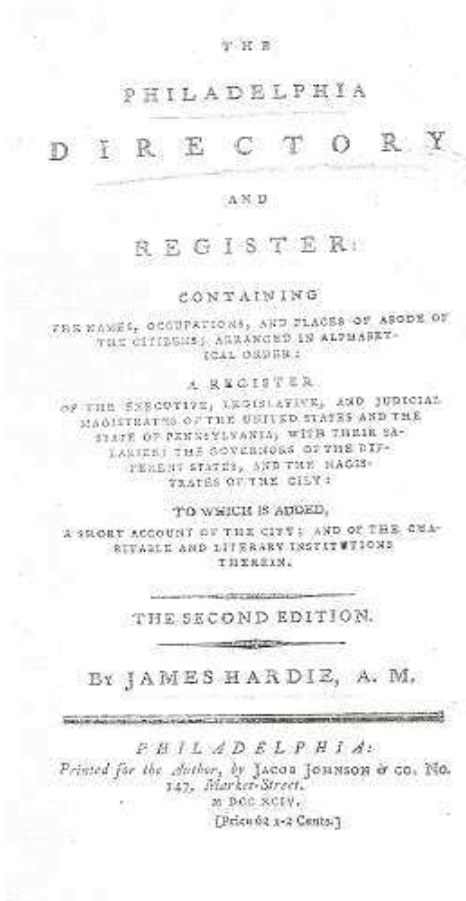 THE
PHILADELPHIA
DIRECTORY
AND
REGISTER:
CONTAINING
THE NAMES, OCCUPATIONS, AND PLACES OF ABODE OF
THE CITIZENS; ARRANGED IN ALPHABET-
ICAL ORDER:
A REGISTER
OF THE EXECUTIVE, LEGISLATIVE, AND JUDICIAL
MAGISTRATES OF THE UNITED STATES AND THE
STATE OF PENNSYLVANIA, WITH THEIR SA-
LARIES; THE GOVERNORS OF THE DIF-
FERENT STATES, AND THE MAGIS-
TRATES OF THE CITY:
TO WHICH IS ADDED,
A SHORT ACCOUNT OF THE CITY; AND OF THE CHA-
RITABLE AND LITERARY INSTITUTIONS
THEREIN.
THE SECOND EDITION.
BY JAMES HARDIE, A. M.
PHILADELPHIA:
Printed for the Author, by JACOB JOHNSON & CO. No.
147, Market-Street.
M DCC XCIV.
[Price 62 1-2 Cents.]